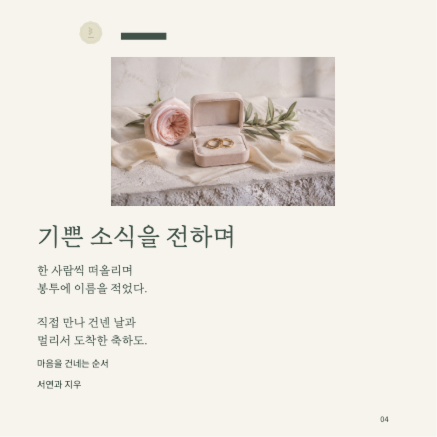 기쁜 소식을 전하며
한 사람씩 떠올리며
봉투에 이름을 적었다.
직접 만나 건넨 날과
멀리서 도착한 축하도.
마음을 건네는 순서
서연과 지우
04